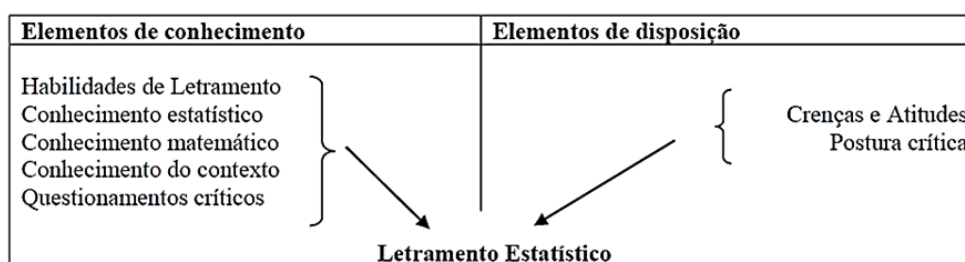 Elementos de conhecimento
Elementos de disposição
Habilidades de Letramento
Conhecimento estatístico
Conhecimento matemático
Conhecimento do contexto
Questionamentos críticos
Crenças e Atitudes
Postura crítica
Letramento Estatístico